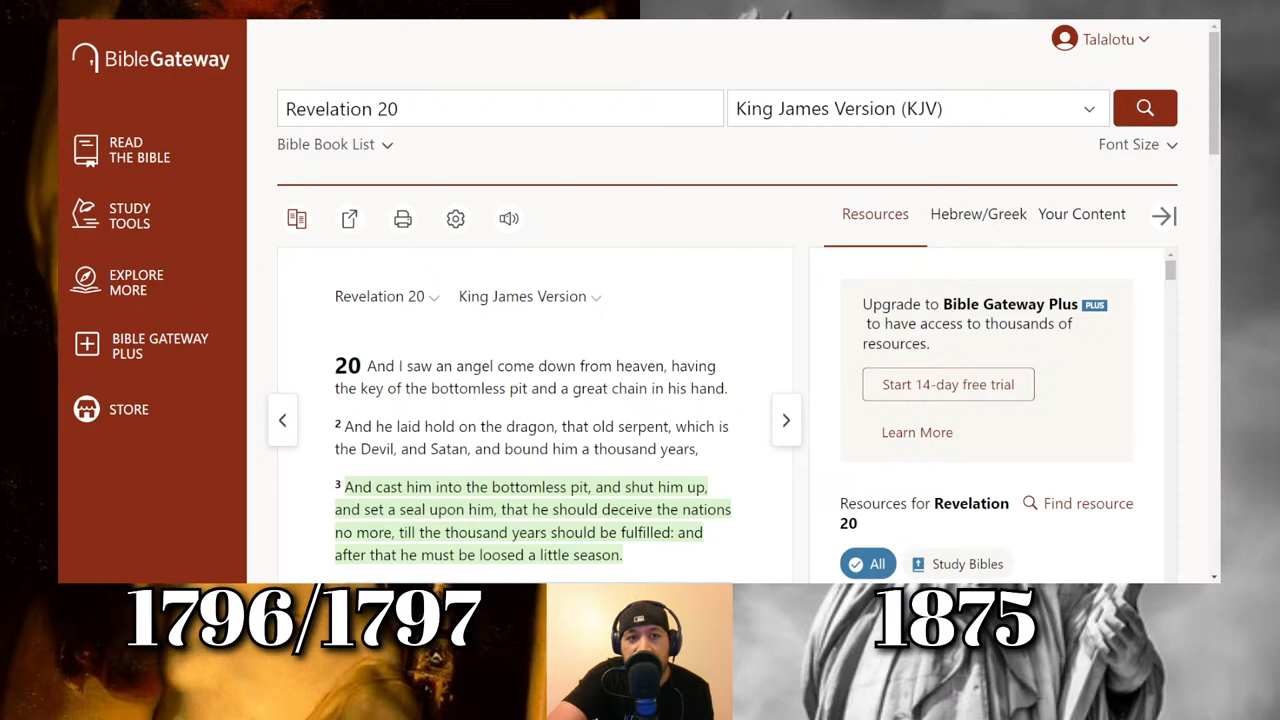 BibleGateway
READ
THE BIBLE
STUDY
TOOLS
EXPLORE
MORE
BIBLE GATEWAY
PLUS
STORE
Talalotu
Revelation 20
King James Version (KJV)
Bible Book List
Font Size
Resources
Hebrew/Greek
Your Content
Revelation 20
King James Version
20 And I saw an angel come down from heaven, having
the key of the bottomless pit and a great chain in his hand.
2 And he laid hold on the dragon, that old serpent, which is
the Devil, and Satan, and bound him a thousand years,
3 And cast him into the bottomless pit, and shut him up,
and set a seal upon him, that he should deceive the nations
no more, till the thousand years should be fulfilled: and
after that he must be loosed a little season.
Upgrade to Bible Gateway Plus PLUS
to have access to thousands of
resources.
Start 14-day free trial
Learn More
Resources for Revelation
20
Find resource
All
Study Bibles
1796/1797
1875